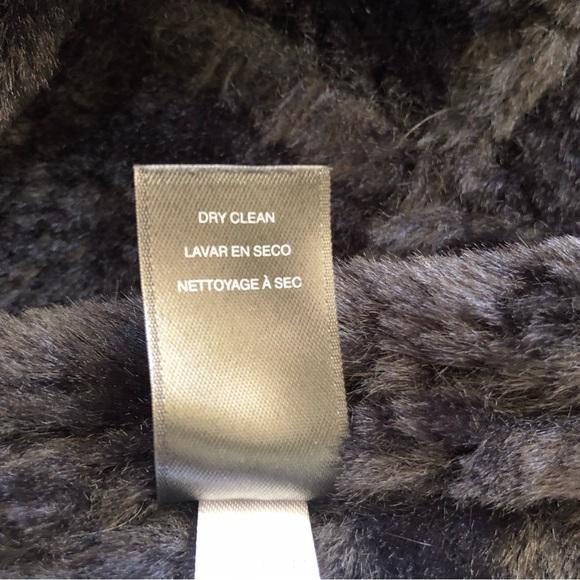 DRY CLEAN
LAVAR EN SECO
NETTOYAGE À SEC